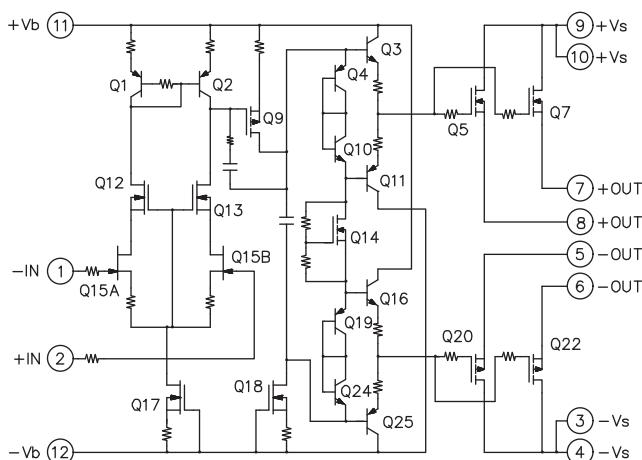 +Vb 11
Q3
9 +Vs
Q4
10 +Vs
Q1
Q2
Q9
Q5
Q7
Q10
Q11
Q12
Q13
7 +OUT
Q14
8 +OUT
−IN 1
Q15B
5 −OUT
Q15A
Q16
6 −OUT
Q19
Q20
Q22
+IN 2
Q17
Q18
Q24
Q25
3 −Vs
−Vb 12
4 −Vs